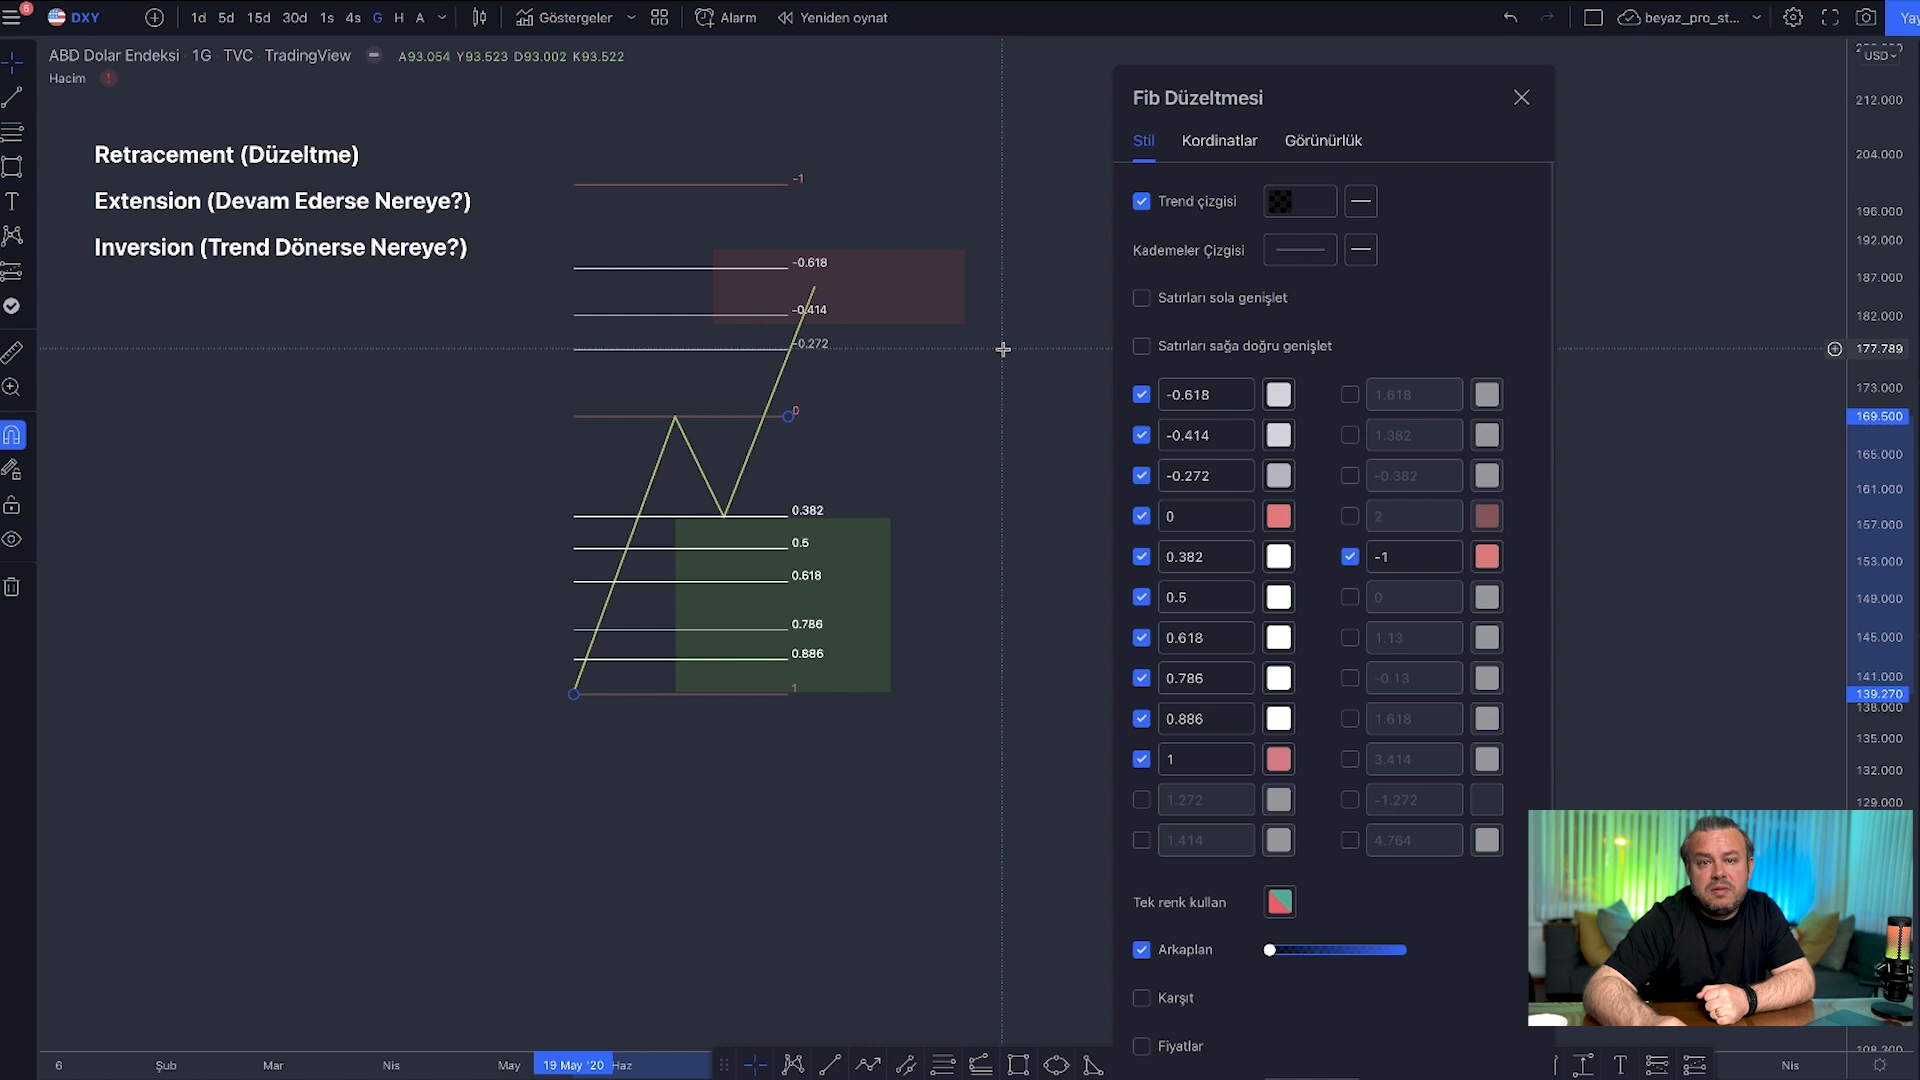 6
DXY
1d 5d 15d 30d 1s 4s G H A
Göstergeler
Alarm
Yeniden oynat
beyaz_pro_st...
Yay
ABD Dolar Endeksi 1G TVC TradingView
A93.054 Y93.523 D93.002 K93.522
Hacim
Retracement (Düzeltme)
Extension (Devam Ederse Nereye?)
Inversion (Trend Dönerse Nereye?)
-1
-0.618
-0.414
-0.272
0
0.382
0.5
0.618
0.786
0.886
1
Fib Düzeltmesi
Stil Kordinatlar Görünürlük
Trend çizgisi
Kademeler Çizgisi
Satırları sola genişlet
Satırları sağa doğru genişlet
-0.618 1.618
-0.414 1.382
-0.272 -0.382
0 2
0.382 -1
0.5 0
0.618 1.13
0.786 -0.13
0.886 1.618
1 3.414
1.272 -1.272
1.414 4.764
Tek renk kullan
Arkaplan
Karşıt
Fiyatlar
USD
212.000
204.000
196.000
192.000
187.000
182.000
177.789
173.000
169.500
165.000
161.000
157.000
153.000
149.000
145.000
141.000
139.270
138.000
135.000
132.000
129.000
6 Şub Mar Nis May 19 May '20 Haz Nis